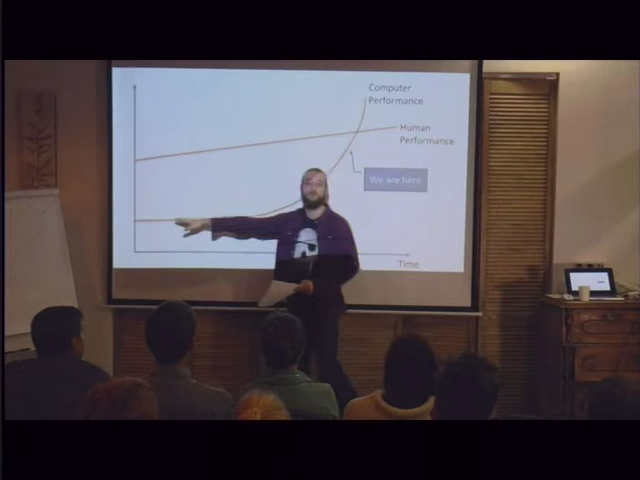 Computer
Performance
Human
Performance
We are here
Time